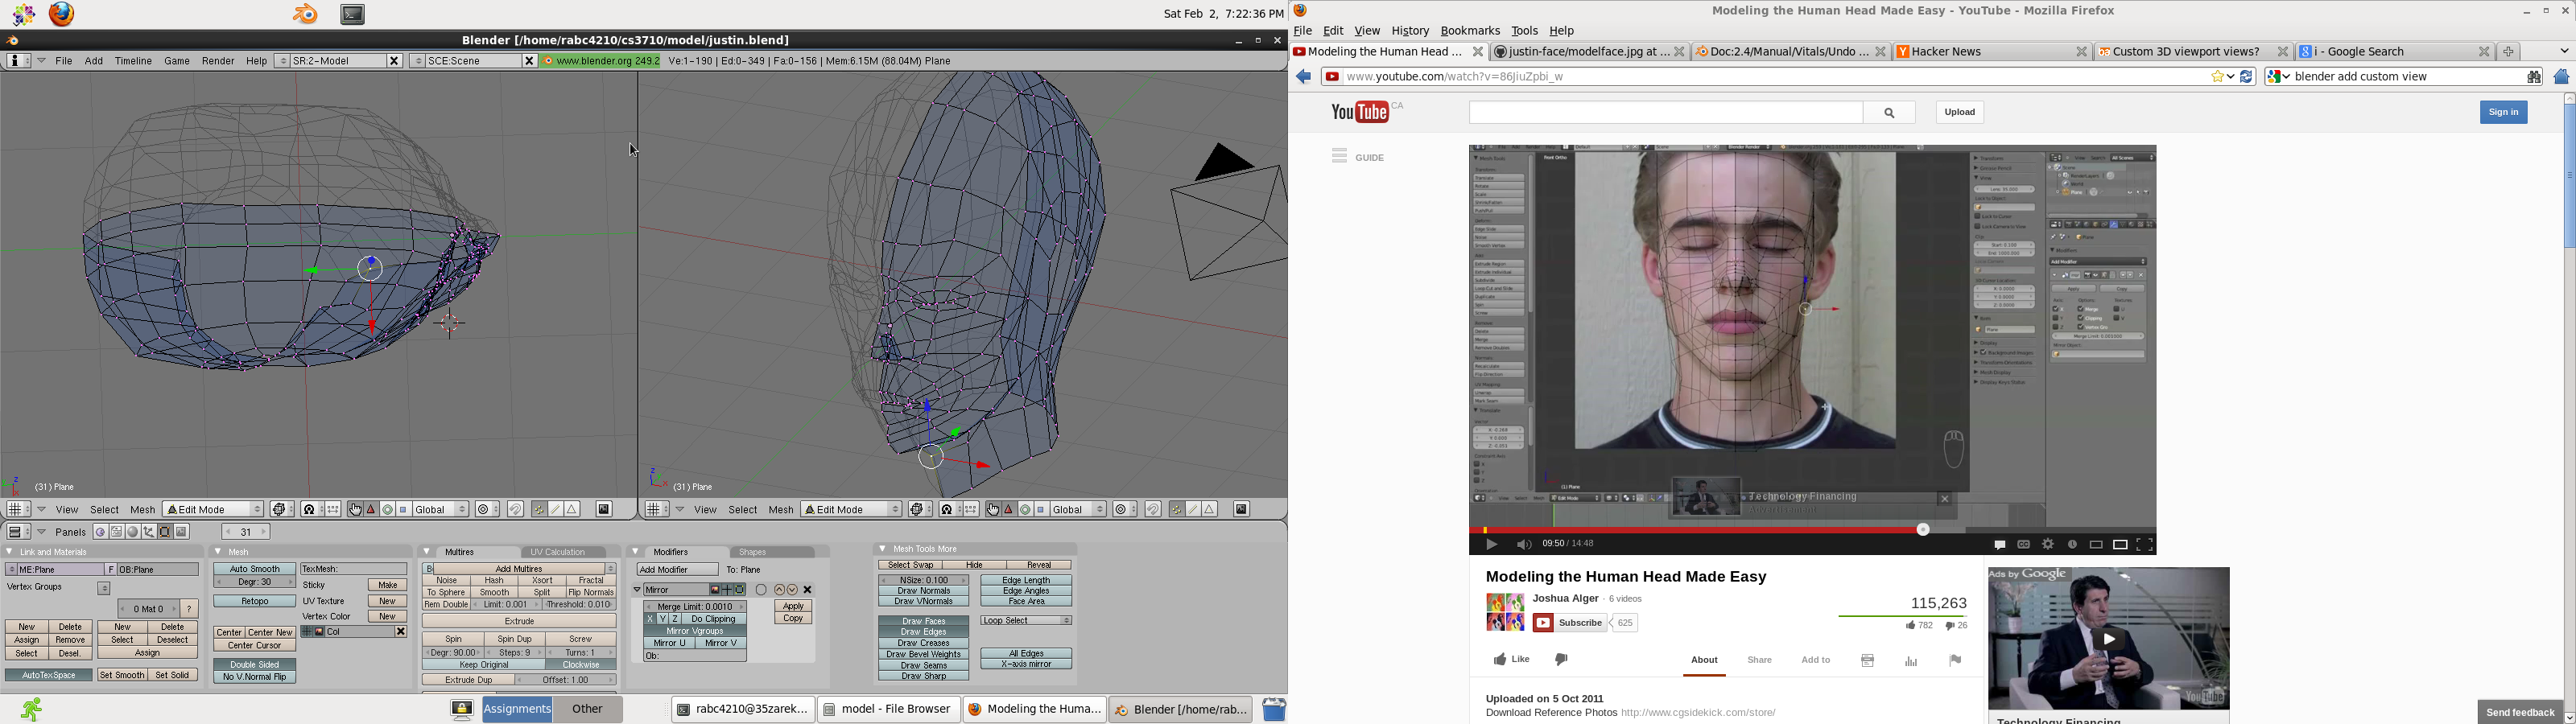 Sat Feb 2, 7:22:36 PM
Blender [/home/rabc4210/cs3710/model/justin.blend]
File Add Timeline Game Render Help SR:2-Model SCE:Scene www.blender.org 249.2 Ve:1-190 | Ed:0-349 | Fa:0-156 | Mem:6.15M (88.04M) Plane
(31) Plane
(31) Plane
View Select Mesh Edit Mode Global
View Select Mesh Edit Mode Global
Panels 31
Link and Materials
ME:Plane F OB:Plane
Vertex Groups
0 Mat 0 ?
New Delete New Delete
Assign Remove Select Deselect
Select Desel. Assign
AutoTexSpace Set Smooth Set Solid
Mesh
Auto Smooth TexMesh:
Degr: 30 Sticky Make
Retopo UV Texture New
Vertex Color New
Center Center New Col
Center Cursor
Double Sided
No V.Normal Flip
Multires UV Calculation
Add Multires
Noise Hash Xsort Fractal
To Sphere Smooth Split Flip Normals
Rem Double Limit: 0.001 Threshold: 0.010
Extrude
Spin Spin Dup Screw
Degr: 90.00 Steps: 9 Turns: 1
Keep Original Clockwise
Extrude Dup Offset: 1.00
Modifiers Shapes
Add Modifier To: Plane
Mirror
Merge Limit: 0.0010 Apply
X Y Z Do Clipping Copy
Mirror Vgroups
Mirror U Mirror V
Ob:
Mesh Tools More
Select Swap Hide Reveal
NSize: 0.100 Edge Length
Draw Normals Edge Angles
Draw VNormals Face Area
Draw Faces Loop Select
Draw Edges
Draw Creases
Draw Bevel Weights All Edges
Draw Seams X-axis mirror
Draw Sharp
Assignments Other rabc4210@35zarek... model - File Browser Modeling the Huma... Blender [/home/rab...
Modeling the Human Head Made Easy - YouTube - Mozilla Firefox
File Edit View History Bookmarks Tools Help
Modeling the Human Head ... justin-face/modelface.jpg at ... Doc:2.4/Manual/Vitals/Undo ... Hacker News Custom 3D viewport views? i - Google Search
www.youtube.com/watch?v=86JiuZpbi_w blender add custom view
YouTube CA Upload Sign in
GUIDE
Technology Financing
Advertisement
09:50 / 14:48
Modeling the Human Head Made Easy
Joshua Alger · 6 videos
Subscribe 625
115,263
782 26
Like About Share Add to
Uploaded on 5 Oct 2011
Download Reference Photos http://www.cgsidekick.com/store/
Ads by Google
YouTube
Technology Financing
Send feedback